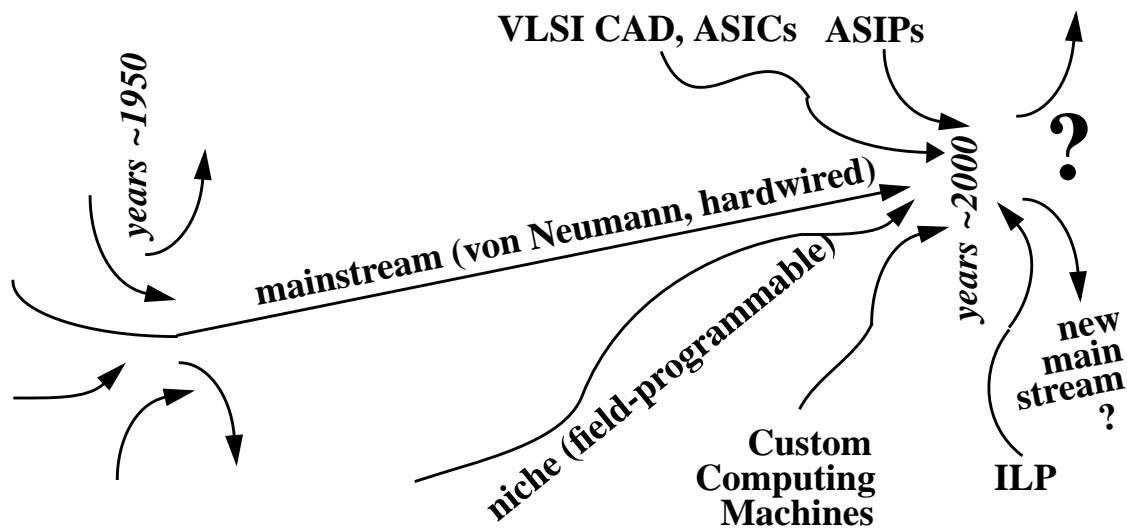 VLSI CAD, ASICs
ASIPs
years ~1950
?
years ~2000
mainstream (von Neumann, hardwired)
niche (field-programmable)
new
main
stream
?
Custom
Computing
Machines
ILP